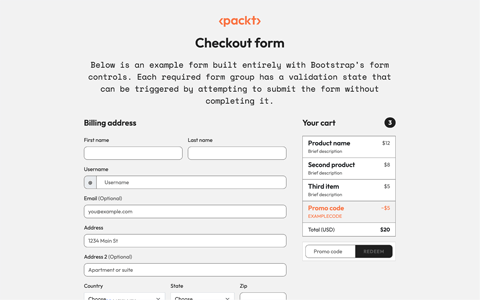 <packt>
Checkout form
Below is an example form built entirely with Bootstrap's form
controls. Each required form group has a validation state that
can be triggered by attempting to submit the form without
completing it.
Billing address
First name
Last name
Username
@
Username
Email (Optional)
you@example.com
Address
1234 Main St
Address 2 (Optional)
Apartment or suite
Country
State
Zip
Choose...
Choose...
Your cart
3
Product name
$12
Brief description
Second product
$8
Brief description
Third item
$5
Brief description
Promo code
−$5
EXAMPLECODE
Total (USD)
$20
Promo code
REDEEM